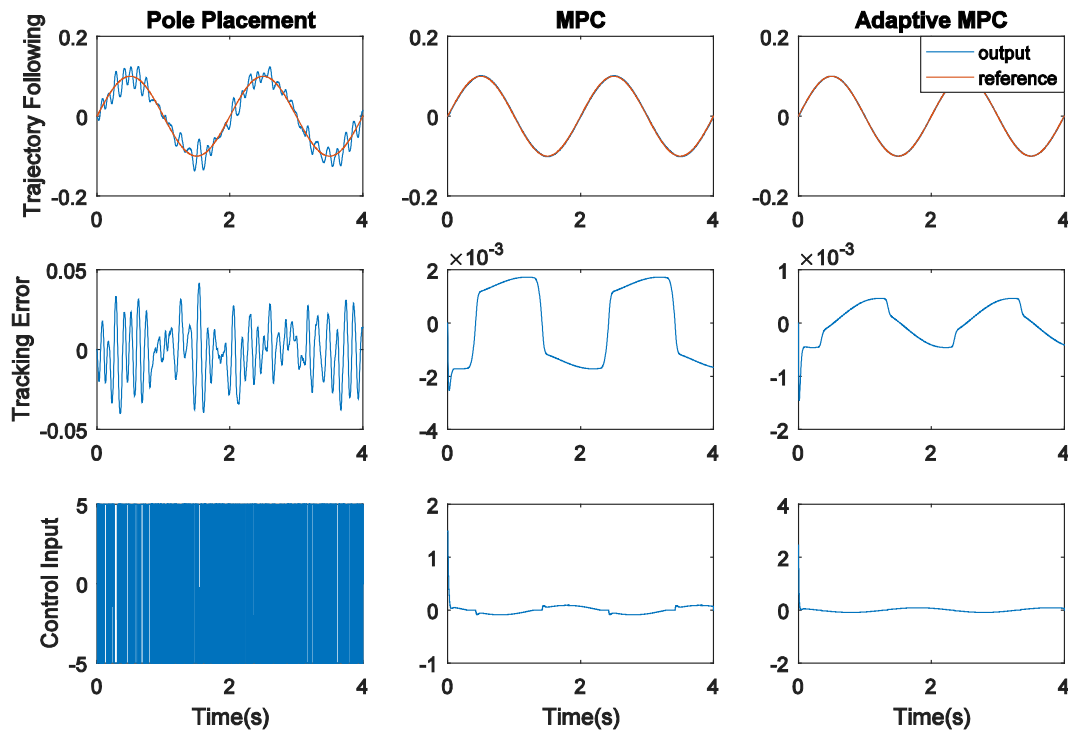 Pole Placement
MPC
Adaptive MPC
Trajectory Following
0.2
0
-0.2
0 2 4
0.2
0
-0.2
0 2 4
0.2
0
-0.2
0 2 4
output
reference
Tracking Error
0.05
0
-0.05
0 2 4
×10-3
2
0
-2
-4
0 2 4
×10-3
1
0
-1
-2
0 2 4
Control Input
5
0
-5
0 2 4
Time(s)
2
1
0
-1
0 2 4
Time(s)
4
2
0
-2
0 2 4
Time(s)